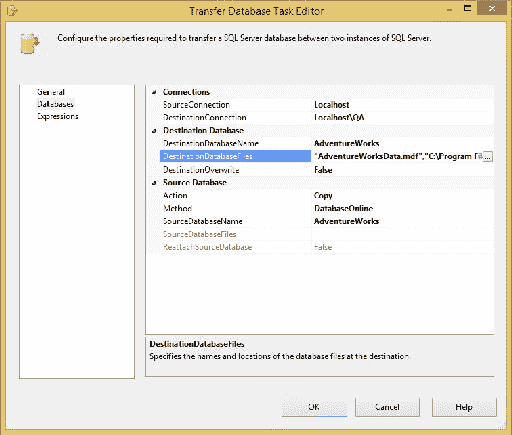 Transfer Database Task Editor
Configure the properties required to transfer a SQL Server database between two instances of SQL Server.
General
Databases
Expressions
Connections
SourceConnection Localhost
DestinationConnection Localhost\QA
Destination Database
DestinationDatabaseName AdventureWorks
DestinationDatabaseFiles "AdventureWorksData.mdf","C:\Program Fil ...
DestinationOverwrite False
Source Database
Action Copy
Method DatabaseOnline
SourceDatabaseName AdventureWorks
SourceDatabaseFiles
ReattachSourceDatabase False
DestinationDatabaseFiles
Specifies the names and locations of the database files at the destination.
OK Cancel Help